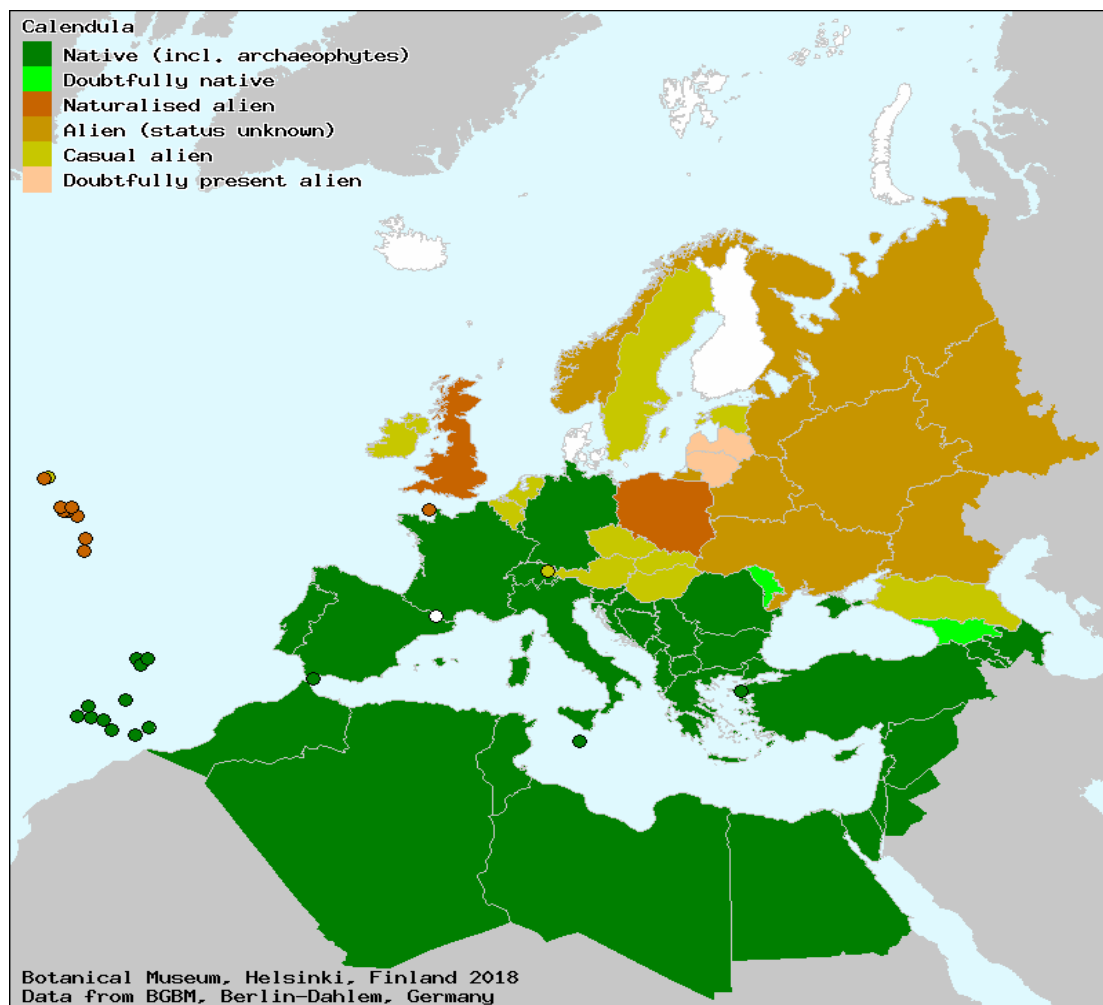 Calendula
Native (incl. archaeophytes)
Doubtfully native
Naturalised alien
Alien (status unknown)
Casual alien
Doubtfully present alien
Botanical Museum, Helsinki, Finland 2018
Data from BGBM, Berlin-Dahlem, Germany